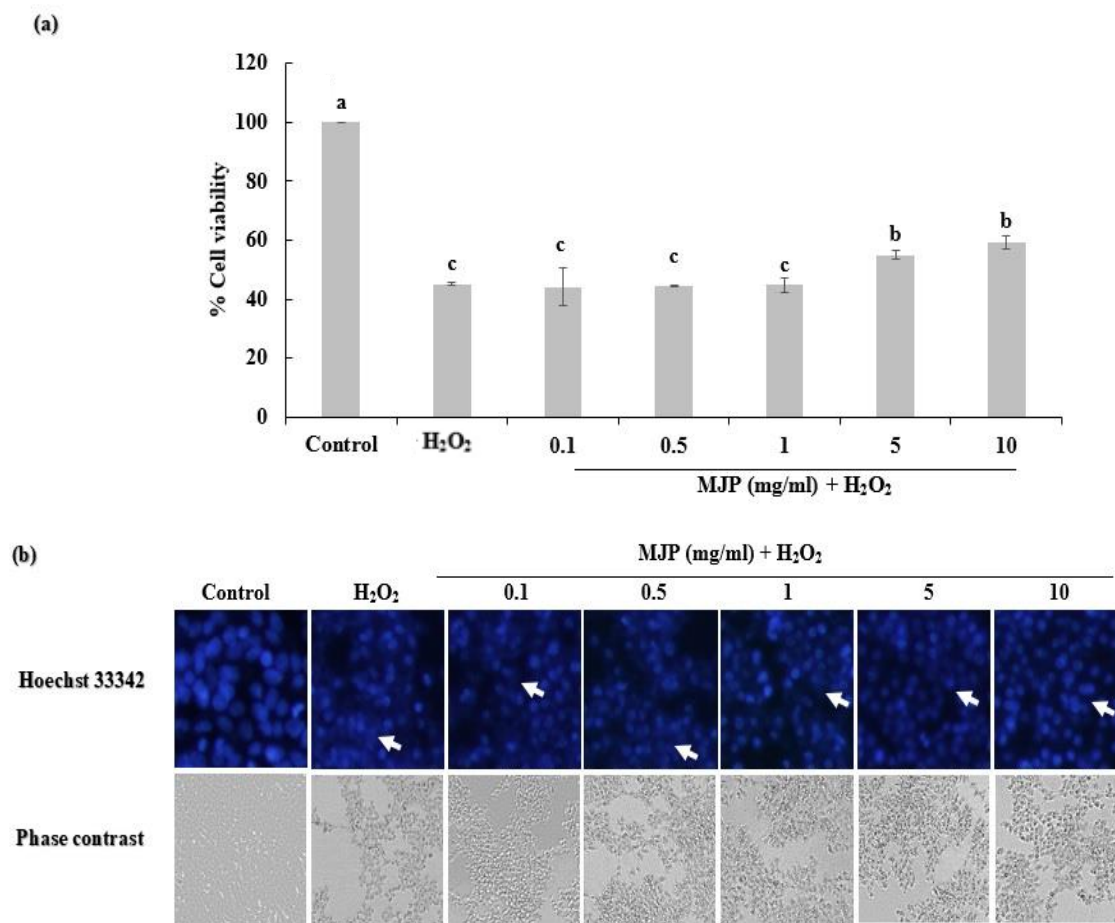 (a)
120
100
80
60
40
20
0
% Cell viability
a
c
c
c
c
b
b
Control H₂O₂ 0.1 0.5 1 5 10
MJP (mg/ml) + H₂O₂
(b)
MJP (mg/ml) + H₂O₂
Control H₂O₂ 0.1 0.5 1 5 10
Hoechst 33342
Phase contrast